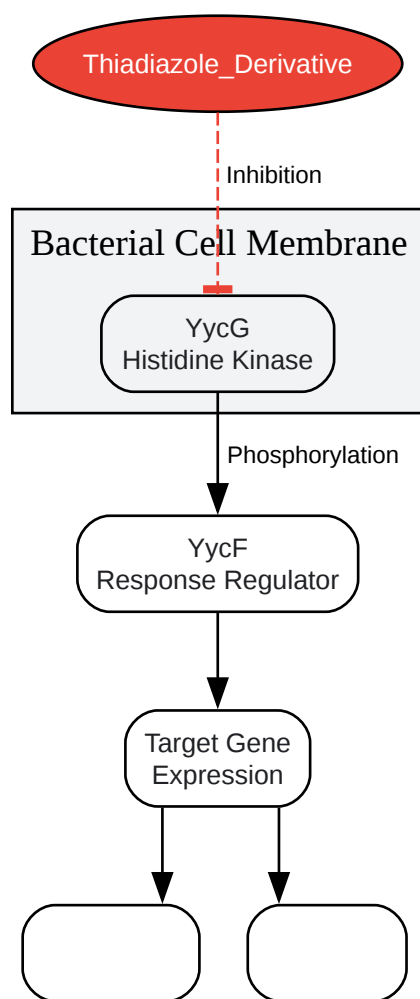 Thiadiazole_Derivative
Inhibition
Bacterial Cell Membrane
YycG
Histidine Kinase
Phosphorylation
YycF
Response Regulator
Target Gene
Expression